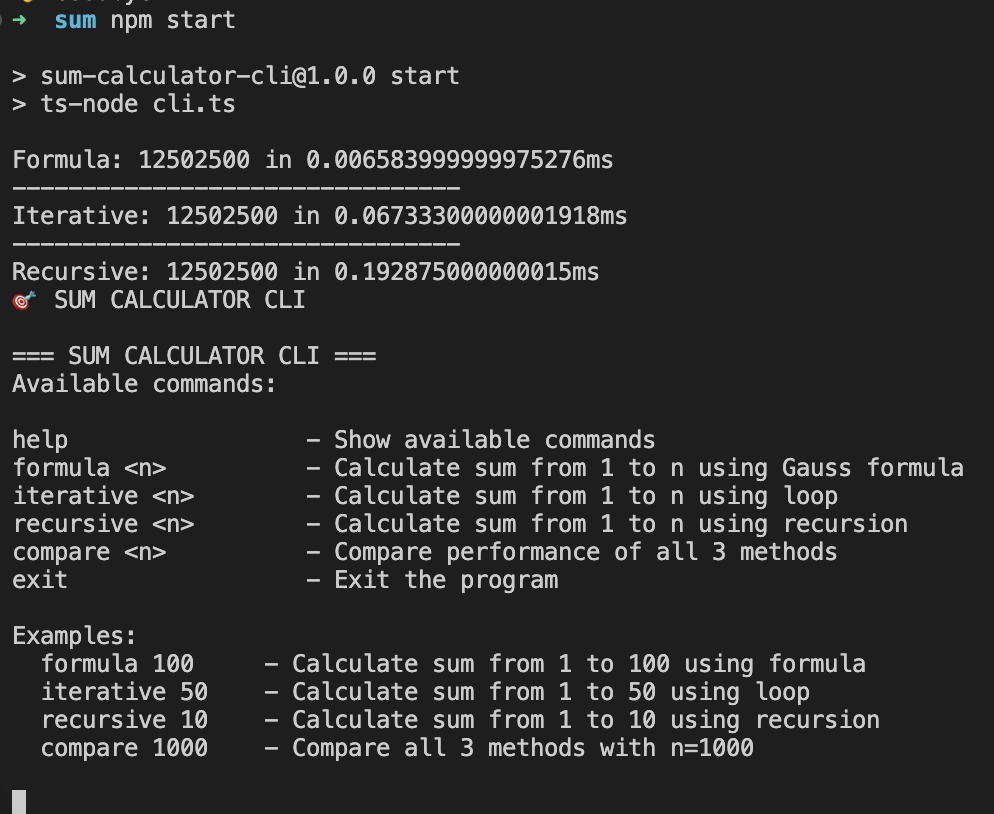 ➜  sum npm start
> sum-calculator-cli@1.0.0 start
> ts-node cli.ts
Formula: 12502500 in 0.006583999999975276ms
--------------------------------
Iterative: 12502500 in 0.06733300000001918ms
--------------------------------
Recursive: 12502500 in 0.192875000000015ms
🎯 SUM CALCULATOR CLI
=== SUM CALCULATOR CLI ===
Available commands:
help                 - Show available commands
formula <n>          - Calculate sum from 1 to n using Gauss formula
iterative <n>        - Calculate sum from 1 to n using loop
recursive <n>        - Calculate sum from 1 to n using recursion
compare <n>          - Compare performance of all 3 methods
exit                 - Exit the program
Examples:
  formula 100     - Calculate sum from 1 to 100 using formula
  iterative 50    - Calculate sum from 1 to 50 using loop
  recursive 10    - Calculate sum from 1 to 10 using recursion
  compare 1000    - Compare all 3 methods with n=1000